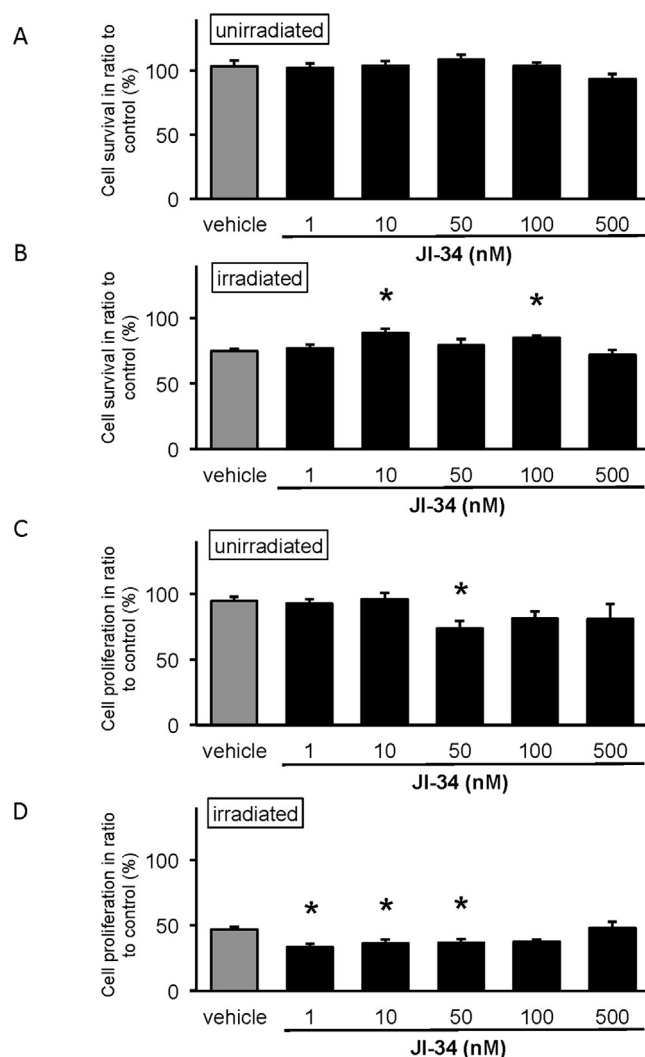 A
unirradiated
Cell survival in ratio to
control (%)
100
50
0
vehicle 1 10 50 100 500
JI-34 (nM)
B
irradiated
* *
Cell survival in ratio to
control (%)
100
50
0
vehicle 1 10 50 100 500
JI-34 (nM)
C
unirradiated
*
Cell proliferation in ratio
to control (%)
100
50
0
vehicle 1 10 50 100 500
JI-34 (nM)
D
irradiated
* * *
Cell proliferation in ratio
to control (%)
100
50
0
vehicle 1 10 50 100 500
JI-34 (nM)